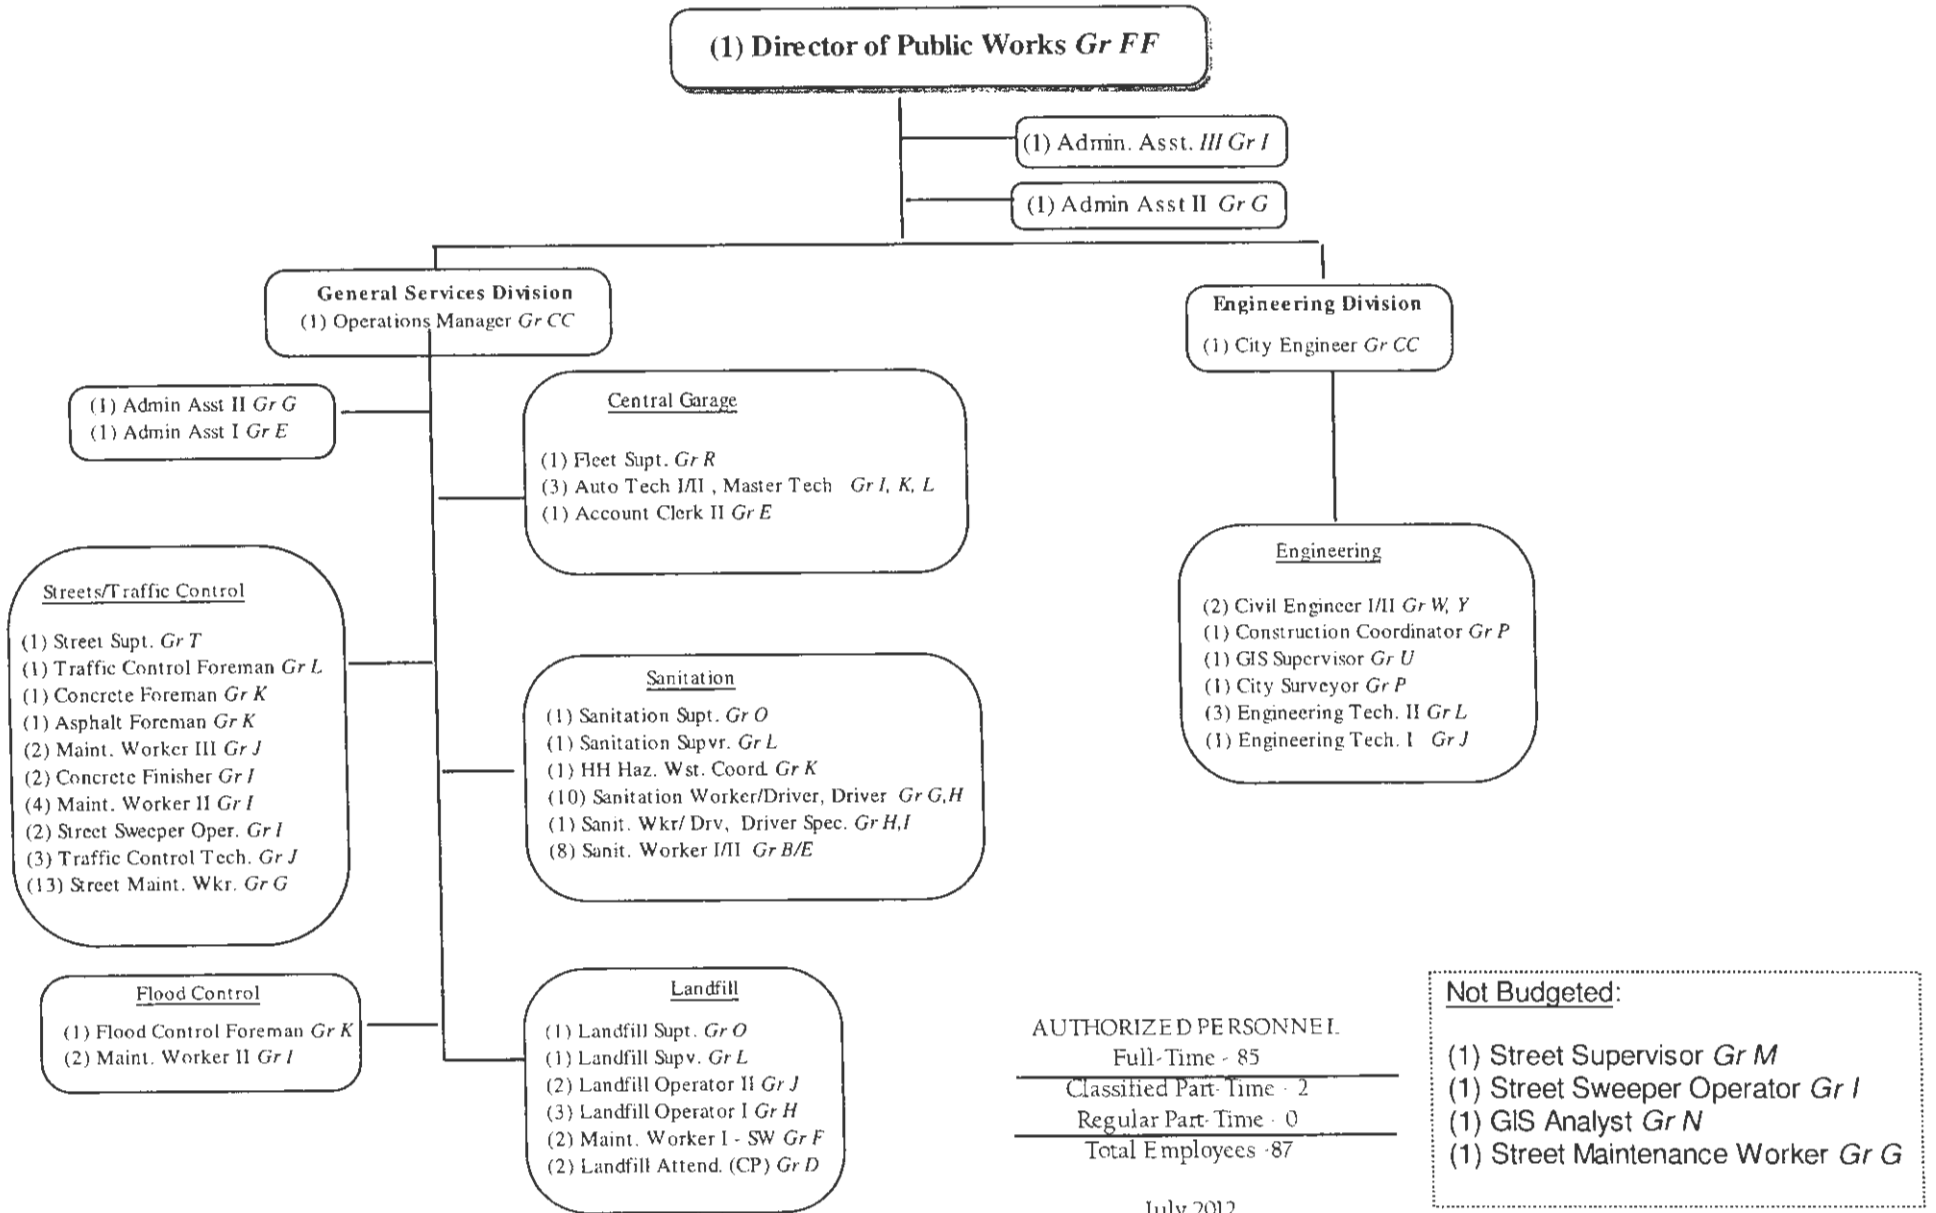 (1) Director of Public Works Gr FF
(1) Admin. Asst. III Gr I
(1) Admin Asst II Gr G
General Services Division
(1) Operations Manager Gr CC
Engineering Division
(1) City Engineer Gr CC
(1) Admin Asst II Gr G
(1) Admin Asst I Gr E
Central Garage
(1) Fleet Supt. Gr R
(3) Auto Tech I/II , Master Tech Gr I, K, L
(1) Account Clerk II Gr E
Streets/Traffic Control
(1) Street Supt. Gr T
(1) Traffic Control Foreman Gr L
(1) Concrete Foreman Gr K
(1) Asphalt Foreman Gr K
(2) Maint. Worker III Gr J
(2) Concrete Finisher Gr I
(4) Maint. Worker II Gr I
(2) Street Sweeper Oper. Gr I
(3) Traffic Control Tech. Gr J
(13) Street Maint. Wkr. Gr G
Sanitation
(1) Sanitation Supt. Gr O
(1) Sanitation Supvr. Gr L
(1) HH Haz. Wst. Coord. Gr K
(10) Sanitation Worker/Driver, Driver Gr G,H
(1) Sanit. Wkr/ Drv, Driver Spec. Gr H,I
(8) Sanit. Worker I/II Gr B/E
Engineering
(2) Civil Engineer I/II Gr W, Y
(1) Construction Coordinator Gr P
(1) GIS Supervisor Gr U
(1) City Surveyor Gr P
(3) Engineering Tech. II Gr L
(1) Engineering Tech. I Gr J
Flood Control
(1) Flood Control Foreman Gr K
(2) Maint. Worker II Gr I
Landfill
(1) Landfill Supt. Gr O
(1) Landfill Supv. Gr L
(2) Landfill Operator II Gr J
(3) Landfill Operator I Gr H
(2) Maint. Worker I - SW Gr F
(2) Landfill Attend. (CP) Gr D
AUTHORIZED PERSONNEL
Full-Time - 85
Classified Part-Time - 2
Regular Part-Time - 0
Total Employees -87
July 2012
Not Budgeted:
(1) Street Supervisor Gr M
(1) Street Sweeper Operator Gr I
(1) GIS Analyst Gr N
(1) Street Maintenance Worker Gr G